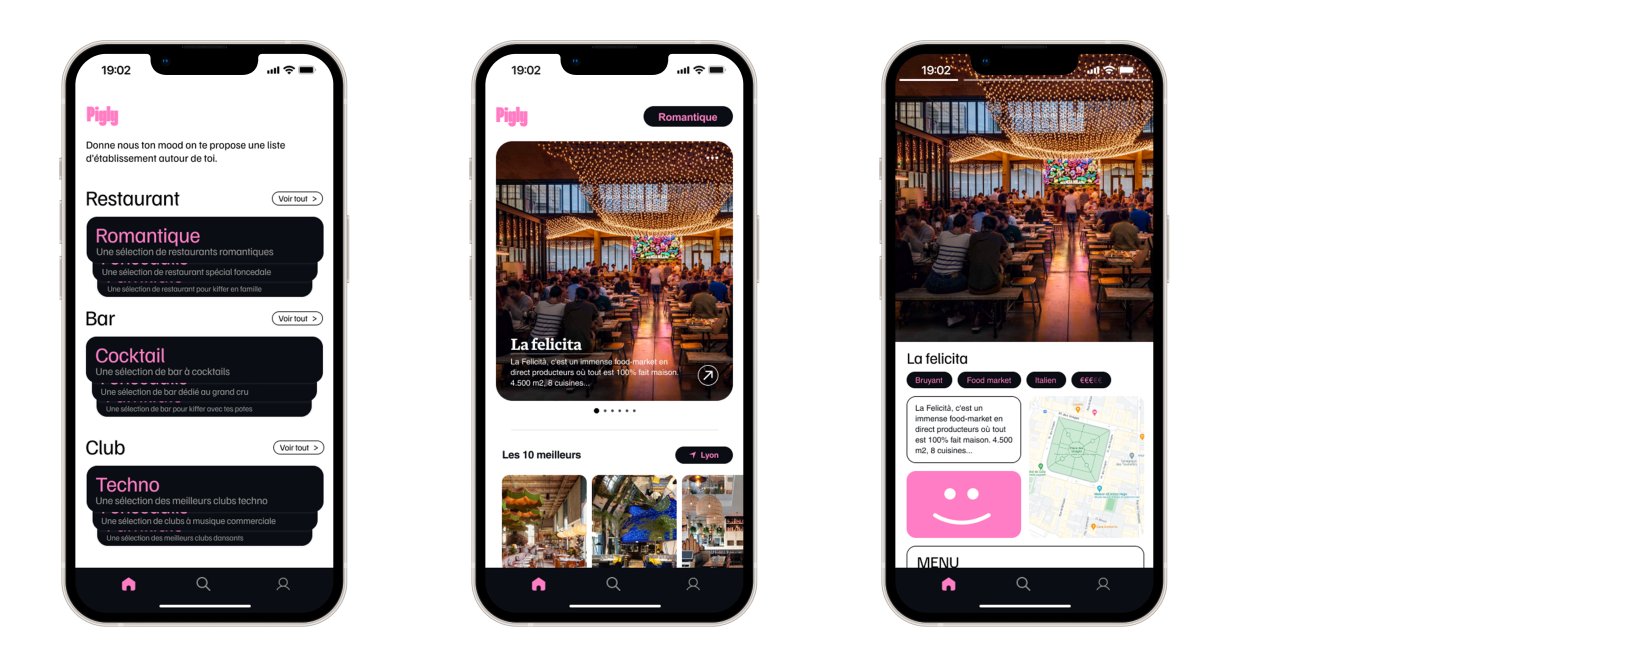 19:02
Pigly
Donne nous ton mood on te propose une liste
d'établissement autour de toi.
Restaurant
Voir tout >
Romantique
Une sélection de restaurants romantiques
Une sélection de restaurant spécial foncedale
Une sélection de restaurant pour kiffer en famille
Bar
Voir tout >
Cocktail
Une sélection de bar à cocktails
Une sélection de bar dédié au grand cru
Une sélection de bar pour kiffer avec tes potes
Club
Voir tout >
Techno
Une sélection des meilleurs clubs techno
Une sélection de clubs à musique commerciale
Une sélection des meilleurs clubs dansants
19:02
Pigly
Romantique
La felicita
La Felicità, c'est un immense food-market en
direct producteurs où tout est 100% fait maison.
4.500 m2, 8 cuisines...
Les 10 meilleurs
Lyon
19:02
La felicita
Bruyant
Food market
Italien
€€€€€
La Felicità, c'est un
immense food-market en
direct producteurs où tout
est 100% fait maison. 4.500
m2, 8 cuisines...
MENU